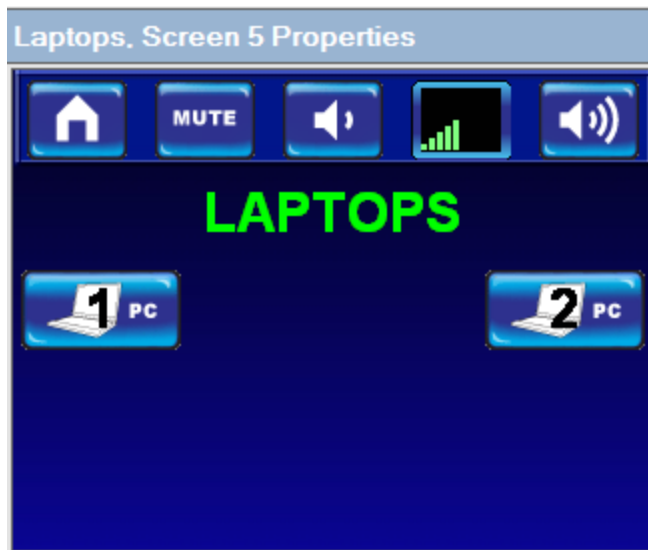 Laptops, Screen 5 Properties
MUTE
LAPTOPS
1 PC
2 PC